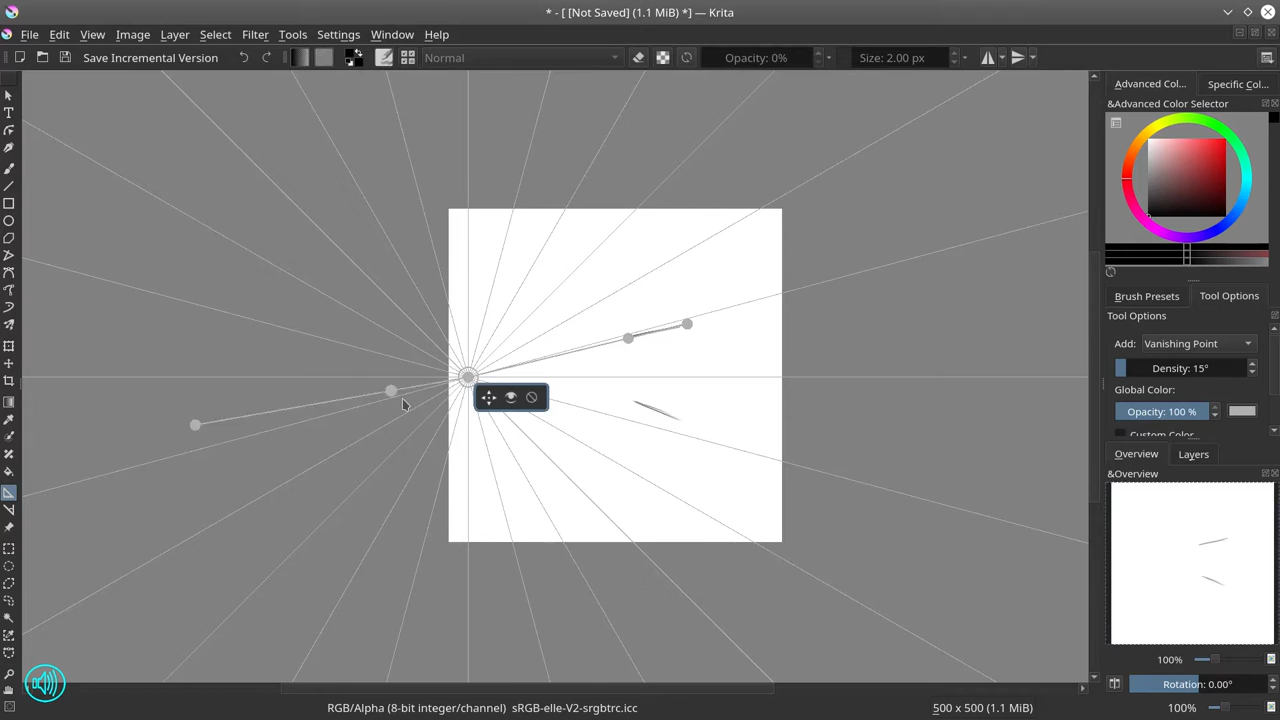 * - [ [Not Saved] (1.1 MiB) *] — Krita
File Edit View Image Layer Select Filter Tools Settings Window Help
Save Incremental Version Normal Opacity: 0% Size: 2.00 px
Advanced Col... Specific Col...
&Advanced Color Selector
Brush Presets Tool Options
Tool Options
Add: Vanishing Point
Density: 15°
Global Color:
Opacity: 100 %
Custom Color
Overview Layers
&Overview
100%
Rotation: 0.00°
RGB/Alpha (8-bit integer/channel) sRGB-elle-V2-srgbtrc.icc 500 x 500 (1.1 MiB) 100%